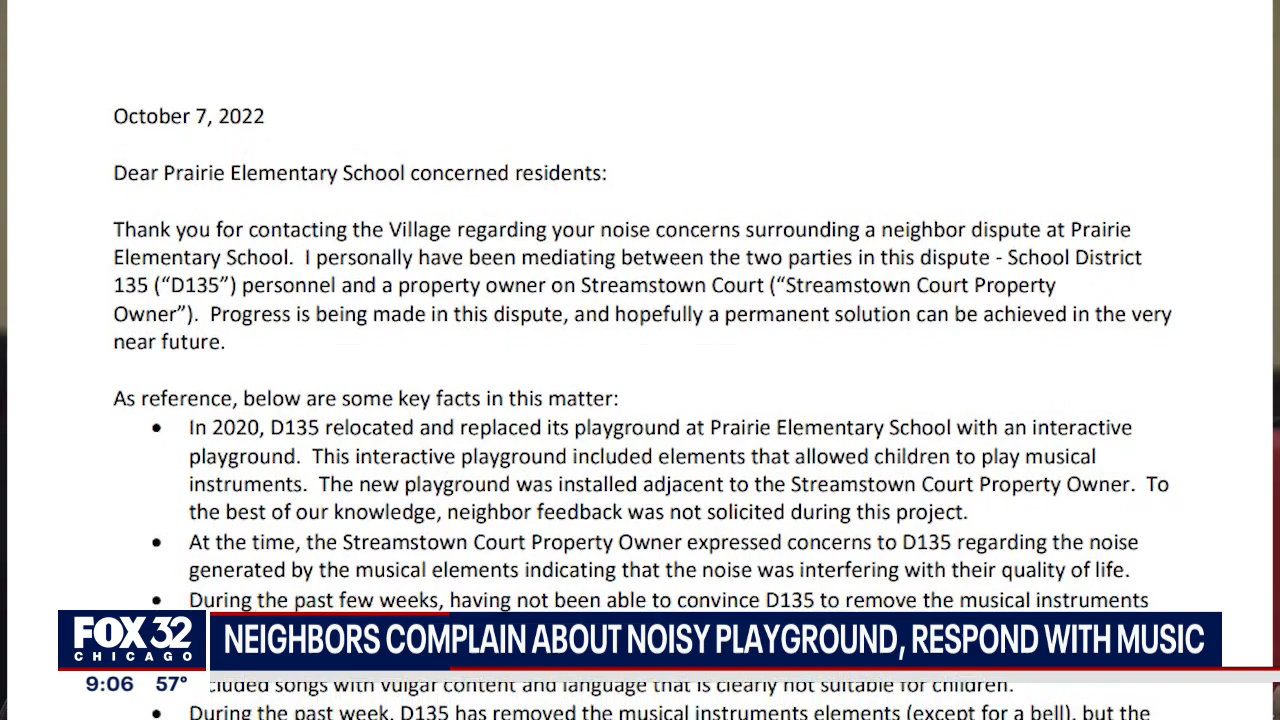 October 7, 2022
Dear Prairie Elementary School concerned residents:
Thank you for contacting the Village regarding your noise concerns surrounding a neighbor dispute at Prairie
Elementary School.  I personally have been mediating between the two parties in this dispute - School District
135 (“D135”) personnel and a property owner on Streamstown Court (“Streamstown Court Property
Owner”).  Progress is being made in this dispute, and hopefully a permanent solution can be achieved in the very
near future.
As reference, below are some key facts in this matter:
• In 2020, D135 relocated and replaced its playground at Prairie Elementary School with an interactive
playground.  This interactive playground included elements that allowed children to play musical
instruments.  The new playground was installed adjacent to the Streamstown Court Property Owner.  To
the best of our knowledge, neighbor feedback was not solicited during this project.
• At the time, the Streamstown Court Property Owner expressed concerns to D135 regarding the noise
generated by the musical elements indicating that the noise was interfering with their quality of life.
• During the past few weeks, having not been able to convince D135 to remove the musical instruments
FOX 32
CHICAGO
NEIGHBORS COMPLAIN ABOUT NOISY PLAYGROUND, RESPOND WITH MUSIC
9:06 57°
songs with vulgar content and language that is clearly not suitable for children.
• During the past week, D135 has removed the musical instruments elements (except for a bell), but the